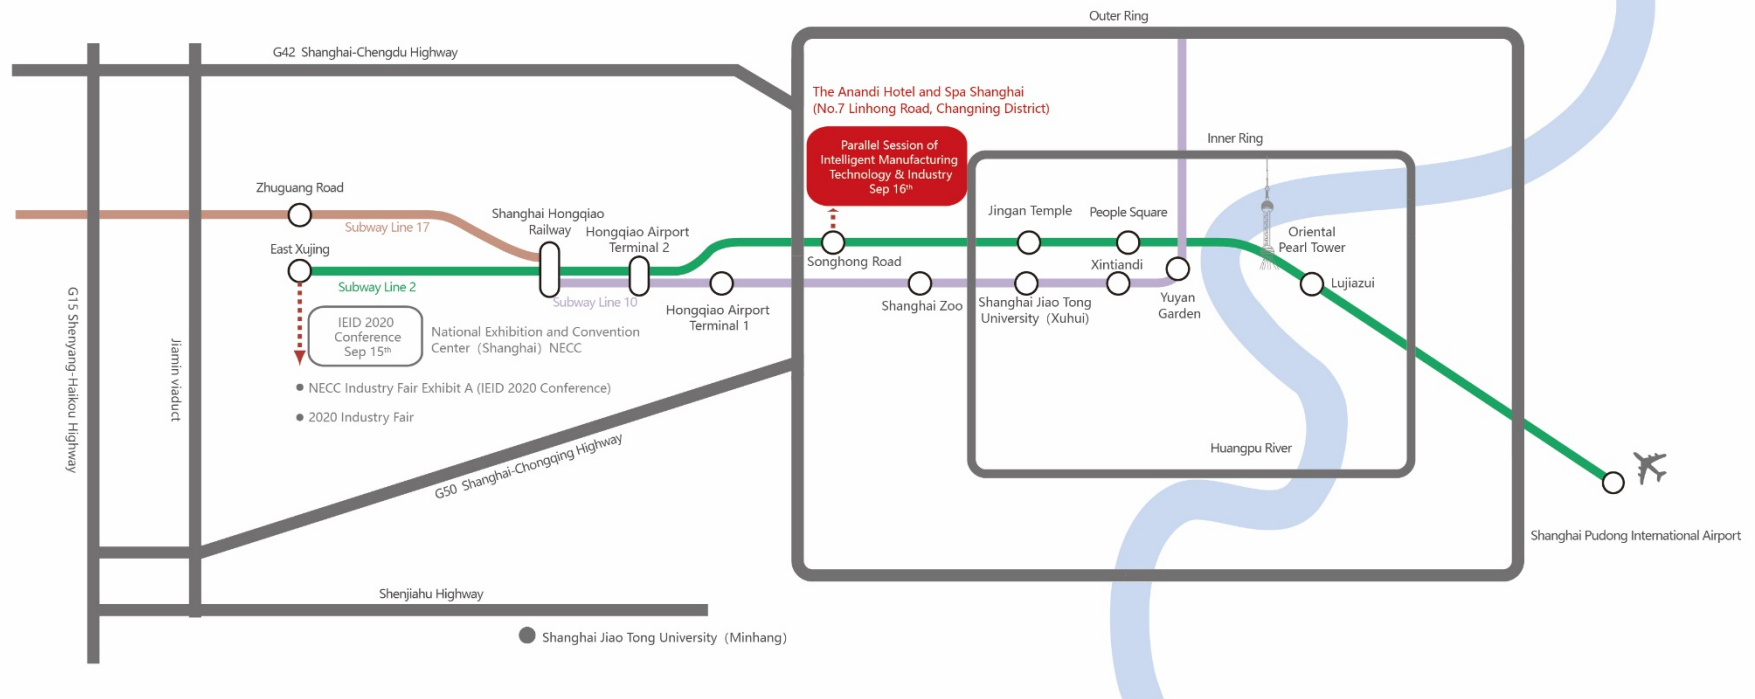 Outer Ring
G42 Shanghai-Chengdu Highway
The Anandi Hotel and Spa Shanghai
(No.7 Linhong Road, Changning District)
Parallel Session of
Intelligent Manufacturing
Technology & Industry
Sep 16th
Inner Ring
Zhuguang Road
Subway Line 17
Shanghai Hongqiao
Railway
Hongqiao Airport
Terminal 2
Jingan Temple
People Square
Oriental
Pearl Tower
East Xujing
Subway Line 2
Subway Line 10
Songhong Road
Xintiandi
Lujiazui
Hongqiao Airport
Terminal 1
Shanghai Zoo
Shanghai Jiao Tong
University（Xuhui)
Yuyan
Garden
IEID 2020
Conference
Sep 15th
National Exhibition and Convention
Center（Shanghai）NECC
NECC Industry Fair Exhibit A (IEID 2020 Conference)
2020 Industry Fair
G15 Shenyang-Haikou Highway
Jiamin viaduct
G50 Shanghai-Chongqing Highway
Huangpu River
Shanghai Pudong International Airport
Shenjiahu Highway
Shanghai Jiao Tong University（Minhang)